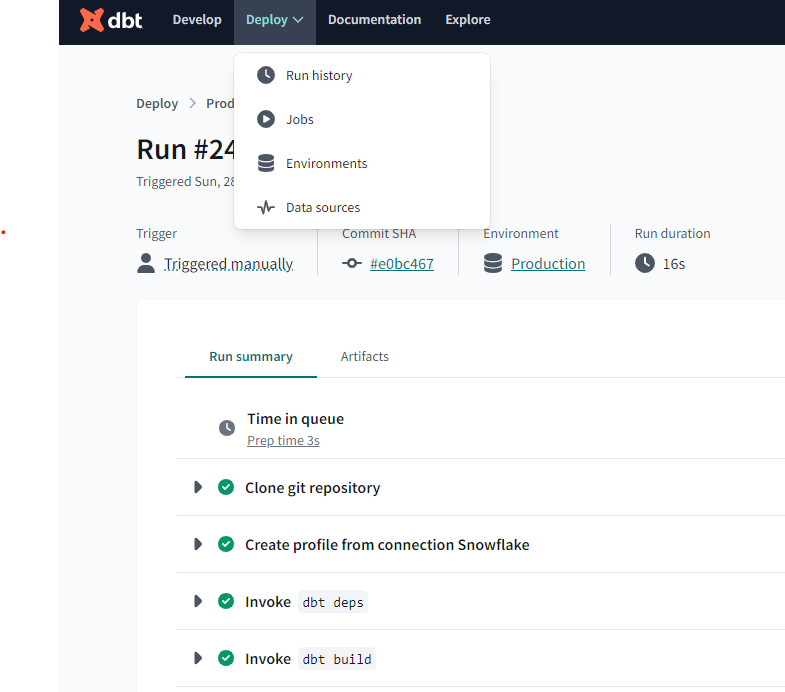 dbt Develop Deploy Documentation Explore
Run history
Jobs
Environments
Data sources
Deploy > Prod
Run #24
Triggered Sun, 28
Trigger Commit SHA Environment Run duration
Triggered manually #e0bc467 Production 16s
Run summary Artifacts
Time in queue
Prep time 3s
Clone git repository
Create profile from connection Snowflake
Invoke dbt deps
Invoke dbt build